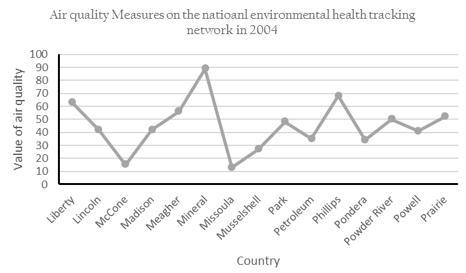 Air quality Measures on the natioanl environmental health tracking
network in 2004
100
90
80
70
60
50
40
30
20
10
0
Value of air quality
Liberty
Lincoln
McCone
Madison
Meagher
Mineral
Missoula
Musselshell
Park
Petroleum
Phillips
Pondera
Powder River
Powell
Prairie
Country